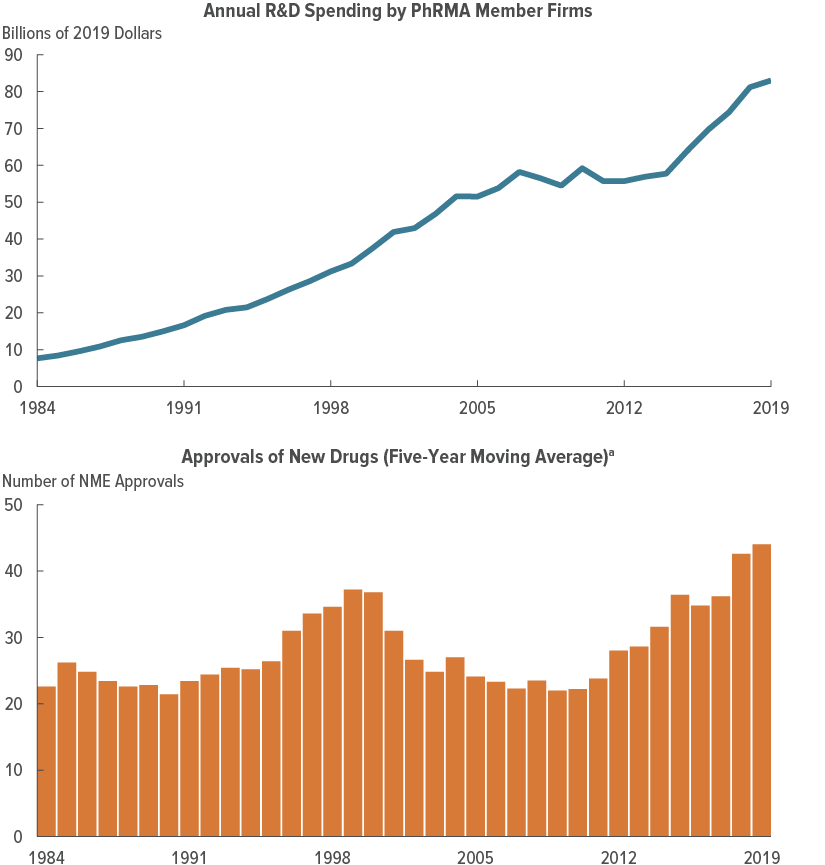 Annual R&D Spending by PhRMA Member Firms
Billions of 2019 Dollars
90
80
70
60
50
40
30
20
10
0
1984 1991 1998 2005 2012 2019
Approvals of New Drugs (Five-Year Moving Average)ᵃ
Number of NME Approvals
50
40
30
20
10
0
1984 1991 1998 2005 2012 2019